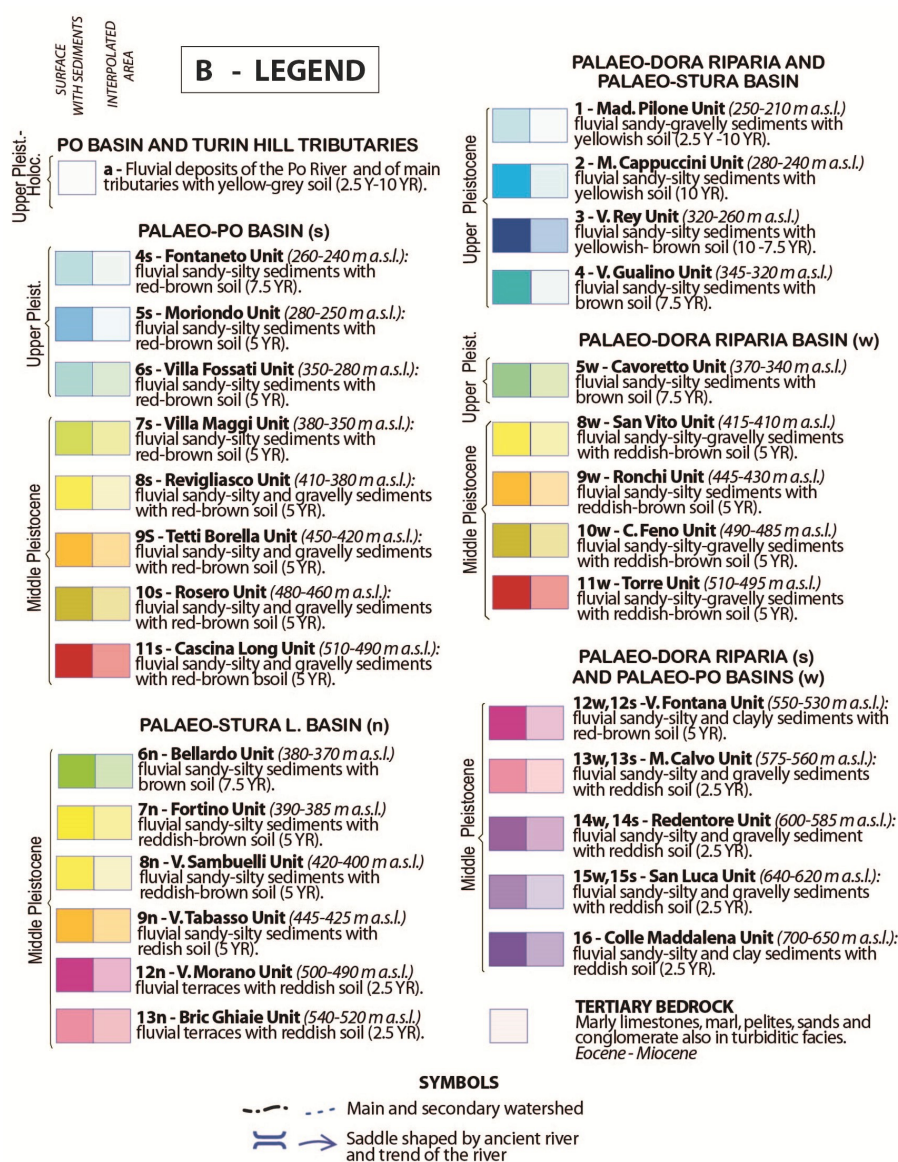 SURFACE
WITH SEDIMENTS
INTERPOLATED
AREA
B - LEGEND
PO BASIN AND TURIN HILL TRIBUTARIES
Upper Pleist.-
Holoc.
a - Fluvial deposits of the Po River and of main
tributaries with yellow-grey soil (2.5 Y-10 YR).
PALAEO-PO BASIN (s)
Upper Pleist.
4s - Fontaneto Unit (260-240 m a.s.l.):
fluvial sandy-silty sediments with
red-brown soil (7.5 YR).
5s - Moriondo Unit (280-250 m a.s.l.):
fluvial sandy-silty sediments with
red-brown soil (5 YR).
6s - Villa Fossati Unit (350-280 m a.s.l.):
fluvial sandy-silty sediments with
red-brown soil (5 YR).
Middle Pleistocene
7s - Villa Maggi Unit (380-350 m a.s.l.):
fluvial sandy-silty sediments with
red-brown soil (5 YR).
8s - Revigliasco Unit (410-380 m a.s.l.):
fluvial sandy-silty and gravelly sediments
with red-brown soil (5 YR).
9S - Tetti Borella Unit (450-420 m a.s.l.):
fluvial sandy-silty and gravelly sediments
with red-brown soil (5 YR).
10s - Rosero Unit (480-460 m a.s.l.):
fluvial sandy-silty and gravelly sediments
with red-brown soil (5 YR).
11s - Cascina Long Unit (510-490 m a.s.l.):
fluvial sandy-silty and gravelly sediments
with red-brown bsoil (5 YR).
PALAEO-STURA L. BASIN (n)
Middle Pleistocene
6n - Bellardo Unit (380-370 m a.s.l.)
fluvial sandy-silty sediments with
brown soil (7.5 YR).
7n - Fortino Unit (390-385 m a.s.l.)
fluvial sandy-silty sediments with
reddish-brown soil (5 YR).
8n - V. Sambuelli Unit (420-400 m a.s.l.)
fluvial sandy-silty sediments with
reddish-brown soil (5 YR).
9n - V. Tabasso Unit (445-425 m a.s.l.)
fluvial sandy-silty sediments with
redish soil (5 YR).
12n - V. Morano Unit (500-490 m a.s.l.)
fluvial terraces with reddish soil (2.5 YR).
13n - Bric Ghiaie Unit (540-520 m a.s.l.)
fluvial terraces with reddish soil (2.5 YR).
PALAEO-DORA RIPARIA AND
PALAEO-STURA BASIN
Upper Pleistocene
1 - Mad. Pilone Unit (250-210 m a.s.l.)
fluvial sandy-gravelly sediments with
yellowish soil (2.5 Y -10 YR).
2 - M. Cappuccini Unit (280-240 m a.s.l.)
fluvial sandy-silty sediments with
yellowish soil (10 YR).
3 - V. Rey Unit (320-260 m a.s.l.)
fluvial sandy-silty sediments with
yellowish- brown soil (10 -7.5 YR).
4 - V. Gualino Unit (345-320 m a.s.l.)
fluvial sandy-silty sediments with
brown soil (7.5 YR).
PALAEO-DORA RIPARIA BASIN (w)
Upper Pleist.
5w - Cavoretto Unit (370-340 m a.s.l.)
fluvial sandy-silty sediments with
brown soil (7.5 YR).
Middle Pleistocene
8w - San Vito Unit (415-410 m a.s.l.)
fluvial sandy-silty-gravelly sediments
with reddish-brown soil (5 YR).
9w - Ronchi Unit (445-430 m a.s.l.)
fluvial sandy-silty sediments with
reddish-brown soil (5 YR).
10w - C. Feno Unit (490-485 m a.s.l.)
fluvial sandy-silty-gravelly sediments
with reddish-brown soil (5 YR).
11w - Torre Unit (510-495 m a.s.l.)
fluvial sandy-silty-gravelly sediments
with reddish-brown soil (5 YR).
PALAEO-DORA RIPARIA (s)
AND PALAEO-PO BASINS (w)
Middle Pleistocene
12w,12s -V. Fontana Unit (550-530 m a.s.l.):
fluvial sandy-silty and clayly sediments with
red-brown soil (5 YR).
13w,13s - M. Calvo Unit (575-560 m a.s.l.):
fluvial sandy-silty and gravelly sediments
with reddish soil (2.5 YR).
14w, 14s - Redentore Unit (600-585 m a.s.l.):
fluvial sandy-silty and gravelly sediment
with reddish soil (2.5 YR).
15w,15s - San Luca Unit (640-620 m a.s.l.):
fluvial sandy-silty and gravelly sediments
with reddish soil (2.5 YR).
16 - Colle Maddalena Unit (700-650 m a.s.l.):
fluvial sandy-silty and clay sediments with
reddish soil (2.5 YR).
TERTIARY BEDROCK
Marly limestones, marl, pelites, sands and
conglomerate also in turbiditic facies.
Eocene - Miocene
SYMBOLS
Main and secondary watershed
Saddle shaped by ancient river
and trend of the river